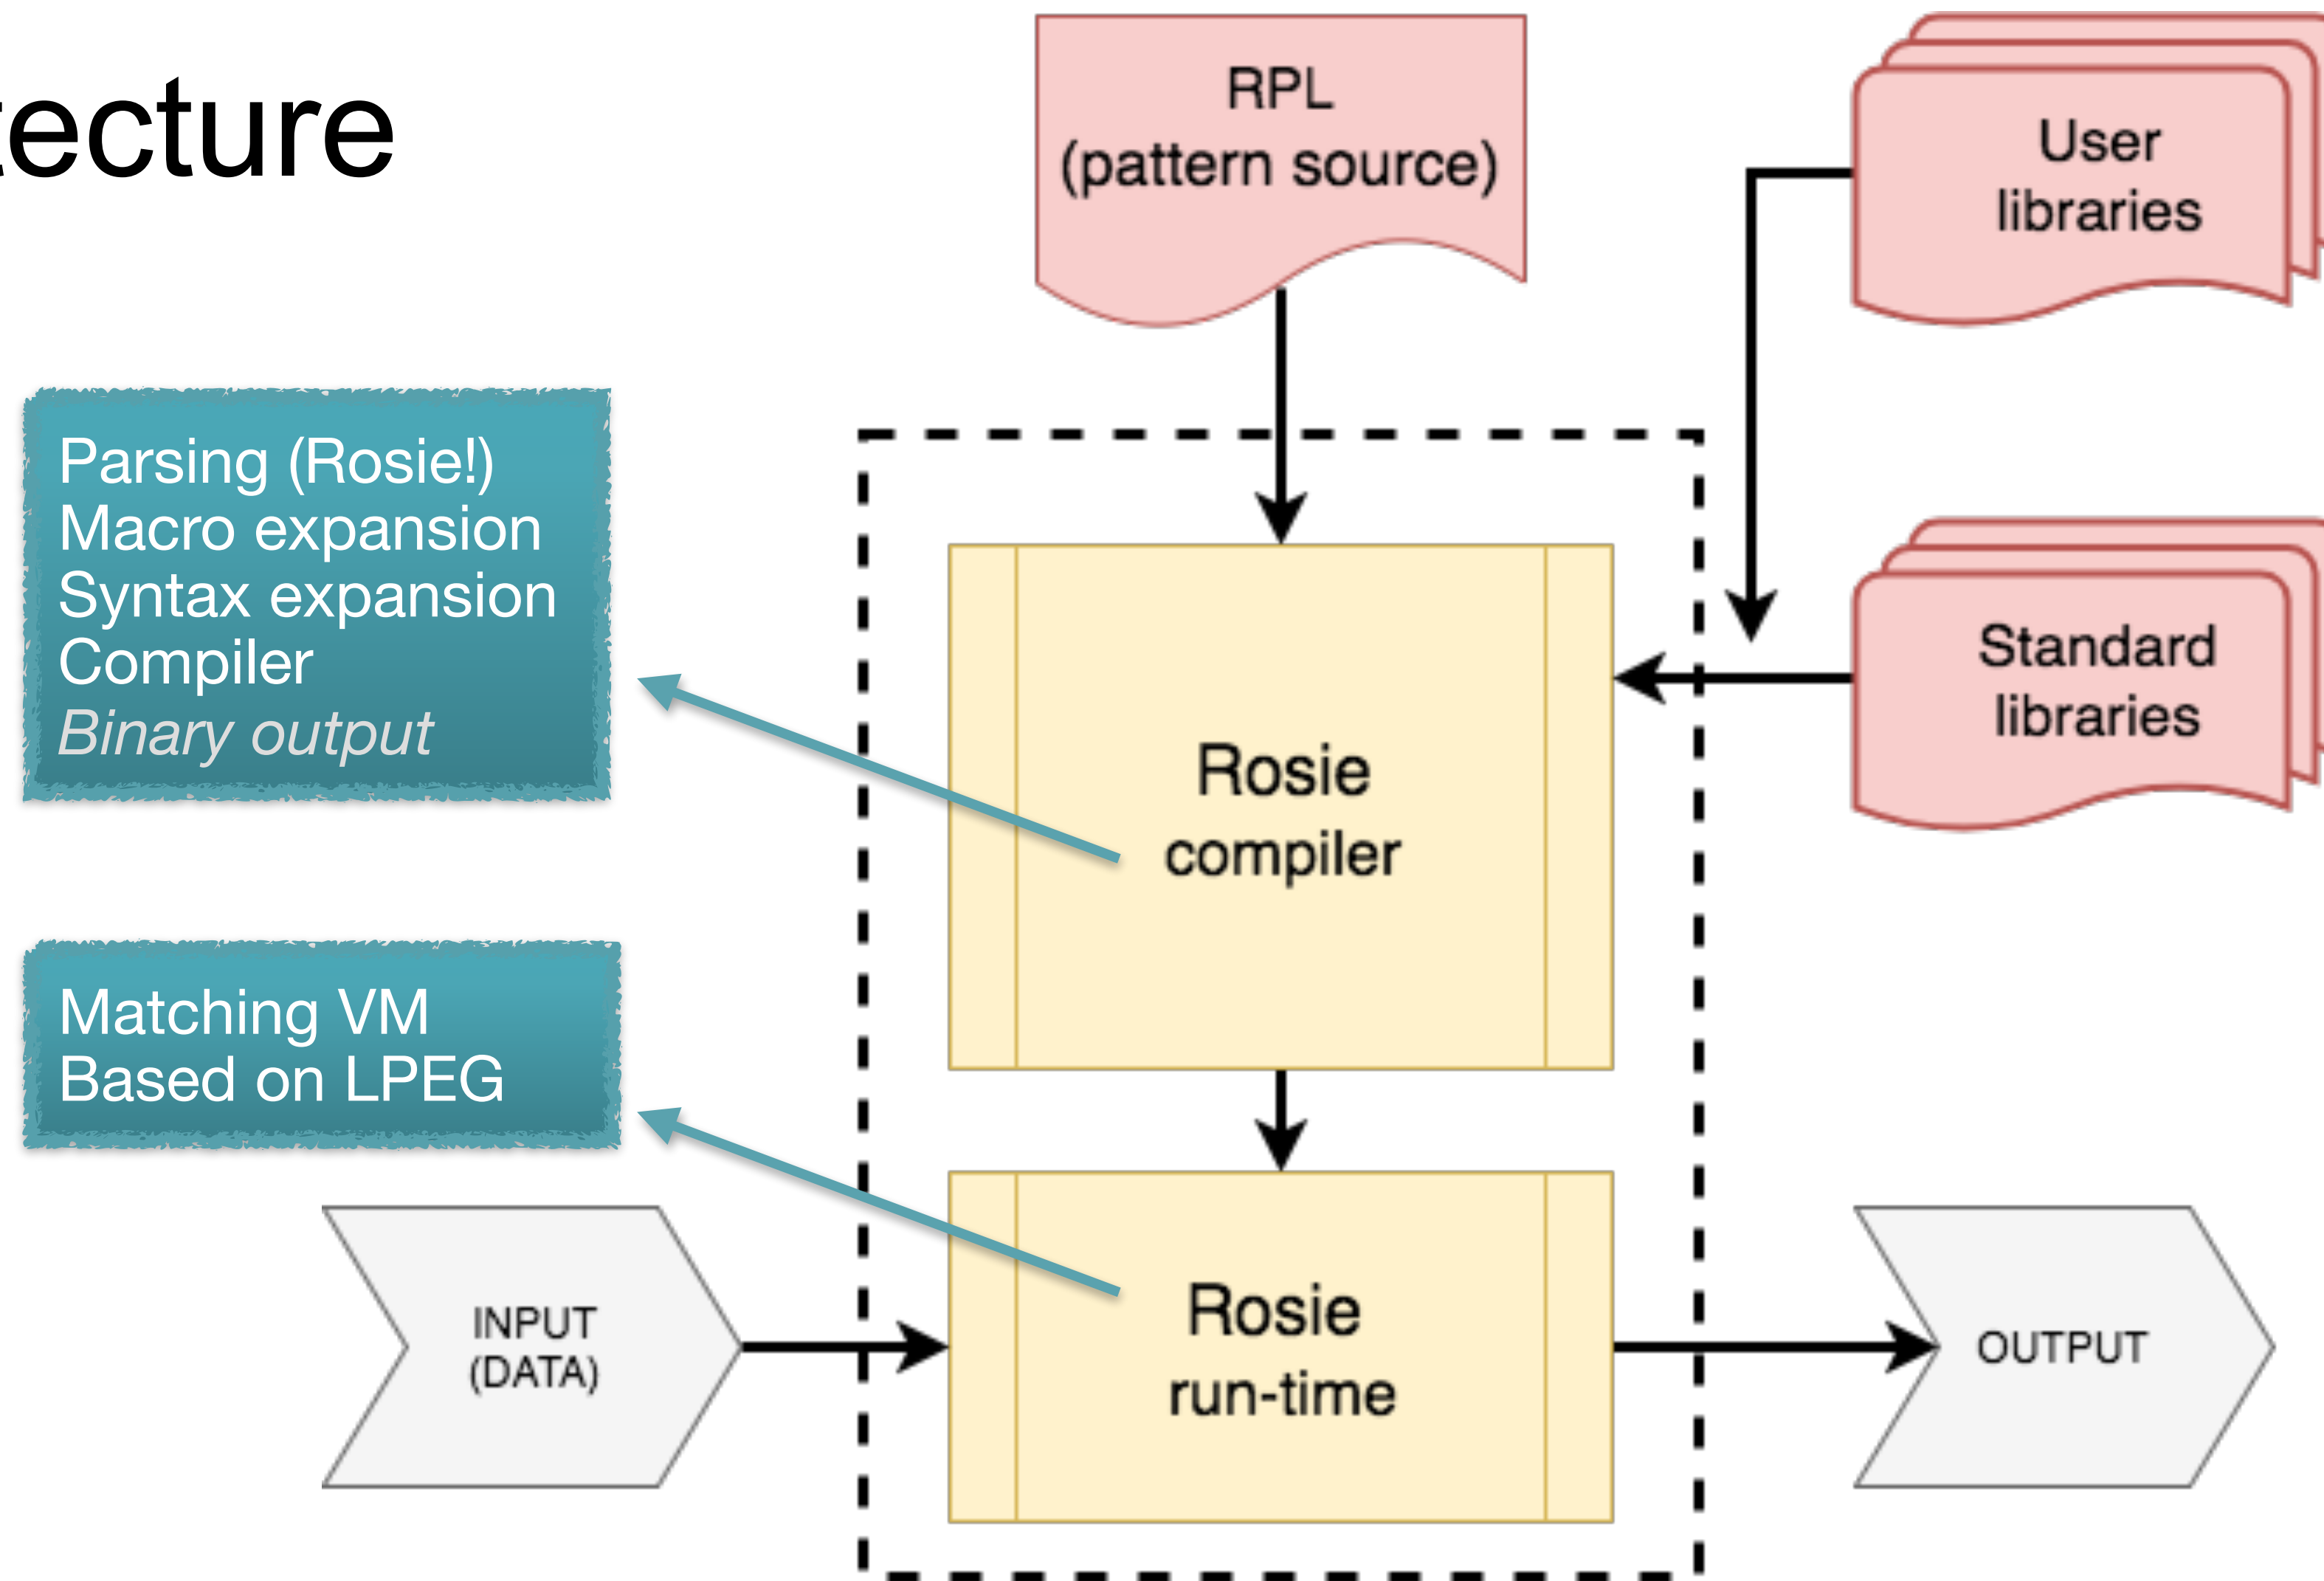 tecture
RPL
(pattern source)
User
libraries
Parsing (Rosie!)
Macro expansion
Syntax expansion
Compiler
Binary output
Standard
libraries
Rosie
compiler
Matching VM
Based on LPEG
INPUT
(DATA)
Rosie
run-time
OUTPUT